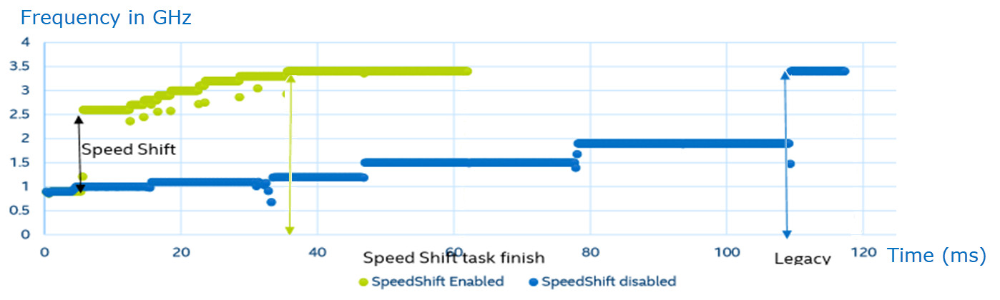 Frequency in GHz
4
3.5
3
2.5
2
1.5
1
0.5
0
Speed Shift
0 20 40 60 80 100 120 Time (ms)
Speed Shift task finish
Legacy
SpeedShift Enabled SpeedShift disabled